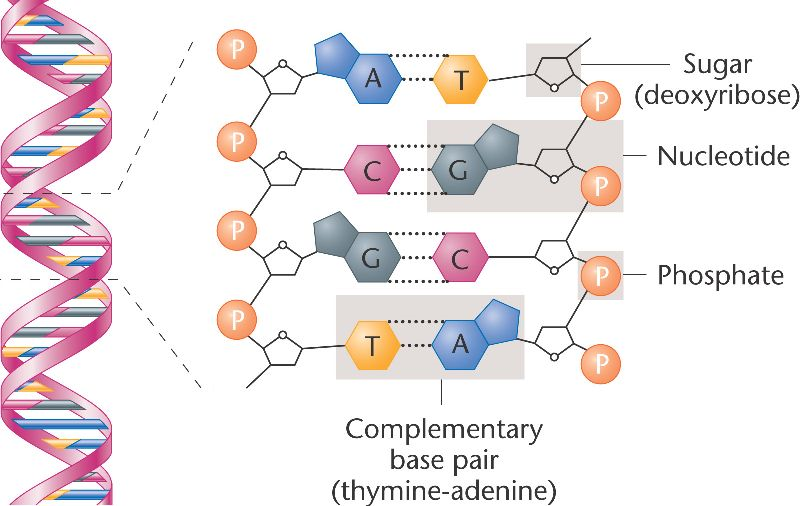 P
A
T
Sugar
(deoxyribose)
P
P
C
G
Nucleotide
P
P
G
C
P
Phosphate
P
T
A
P
Complementary
base pair
(thymine-adenine)